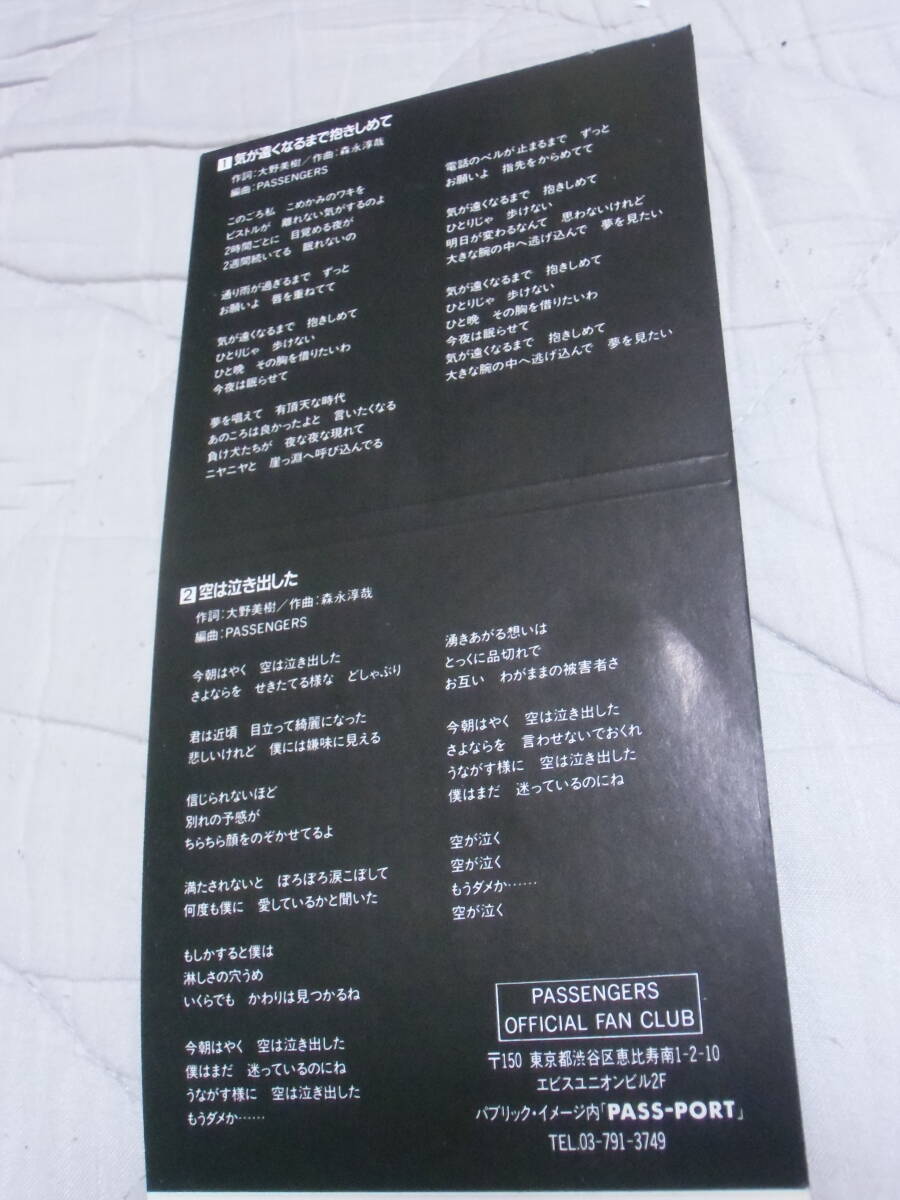 1 気が遠くなるまで抱きしめて
作詞:大野美樹/作曲:森永淳哉
編曲:PASSENGERS
このごろ私 こめかみのワキを
ピストルが 離れない気がするのよ
2時間ごとに 目覚める夜が
2週間続いてる 眠れないの
通り雨が過ぎるまで ずっと
お願いよ 唇を重ねてて
気が遠くなるまで 抱きしめて
ひとりじゃ 歩けない
ひと晩 その胸を借りたいわ
今夜は眠らせて
夢を唱えて 有頂天な時代
あのころは良かったよと 言いたくなる
負け犬たちが 夜な夜な現れて
ニヤニヤと 崖っ淵へ呼び込んでる
電話のベルが止まるまで ずっと
お願いよ 指先をからめてて
気が遠くなるまで 抱きしめて
ひとりじゃ 歩けない
明日が変わるなんて 思わないけれど
大きな腕の中へ逃げ込んで 夢を見たい
気が遠くなるまで 抱きしめて
ひとりじゃ 歩けない
ひと晩 その胸を借りたいわ
今夜は眠らせて
気が遠くなるまで 抱きしめて
大きな腕の中へ逃げ込んで 夢を見たい
2 空は泣き出した
作詞:大野美樹/作曲:森永淳哉
編曲:PASSENGERS
今朝はやく 空は泣き出した
さよならを せきたてる様な どしゃぶり
君は近頃 目立って綺麗になった
悲しいけれど 僕には嫌味に見える
信じられないほど
別れの予感が
ちらちら顔をのぞかせてるよ
満たされないと ぽろぽろ涙こぼして
何度も僕に 愛しているかと聞いた
もしかすると僕は
淋しさの穴うめ
いくらでも かわりは見つかるね
今朝はやく 空は泣き出した
僕はまだ 迷っているのにね
うながす様に 空は泣き出した
もうダメか……
湧きあがる想いは
とっくに品切れで
お互い わがままの被害者さ
今朝はやく 空は泣き出した
さよならを 言わせないでおくれ
うながす様に 空は泣き出した
僕はまだ 迷っているのにね
空が泣く
空が泣く
もうダメか……
空が泣く
PASSENGERS
OFFICIAL FAN CLUB
〒150 東京都渋谷区恵比寿南1-2-10
エビスユニオンビル2F
パブリック・イメージ内「PASS-PORT」
TEL.03-791-3749